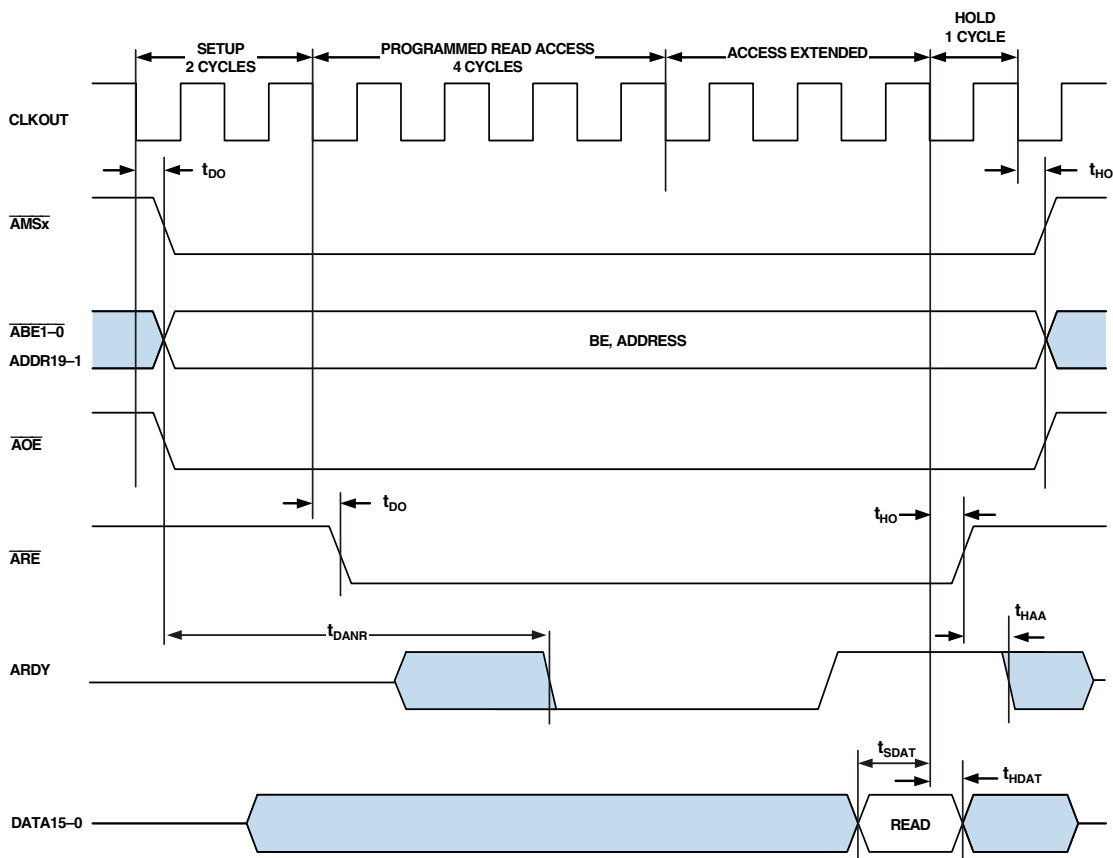 SETUP
2 CYCLES
PROGRAMMED READ ACCESS
4 CYCLES
ACCESS EXTENDED
HOLD
1 CYCLE
CLKOUT
tDO
tHO
AMSx
ABE1–0
ADDR19–1
BE, ADDRESS
AOE
tDO
tHO
ARE
tDANR
tHAA
ARDY
tSDAT
tHDAT
DATA15–0
READ